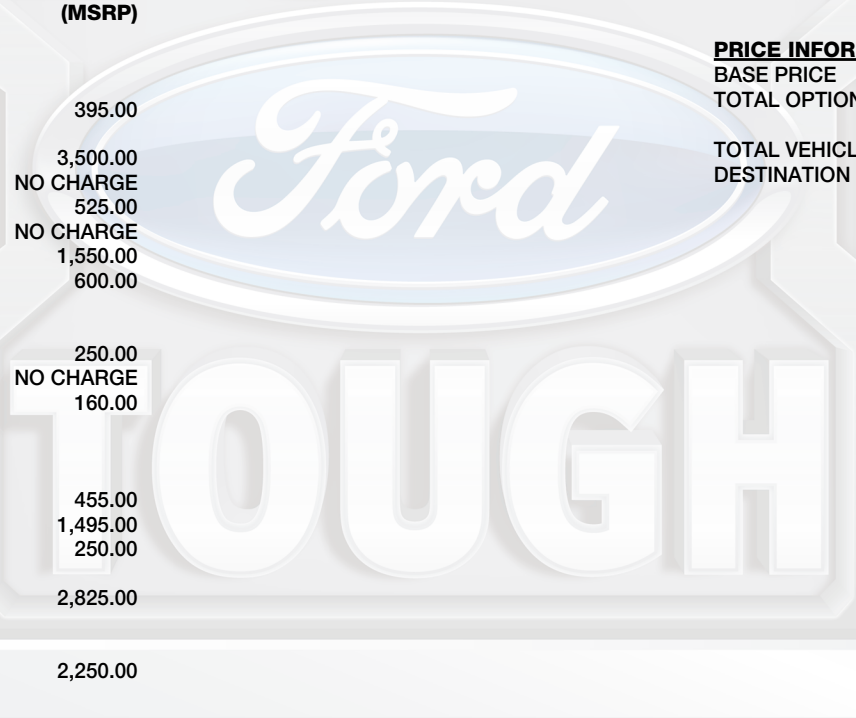 (MSRP)
395.00
3,500.00
NO CHARGE
525.00
NO CHARGE
1,550.00
600.00
250.00
NO CHARGE
160.00
455.00
1,495.00
250.00
2,825.00
2,250.00
PRICE INFOR
BASE PRICE
TOTAL OPTION
TOTAL VEHICL
DESTINATION
Ford
TOUGH